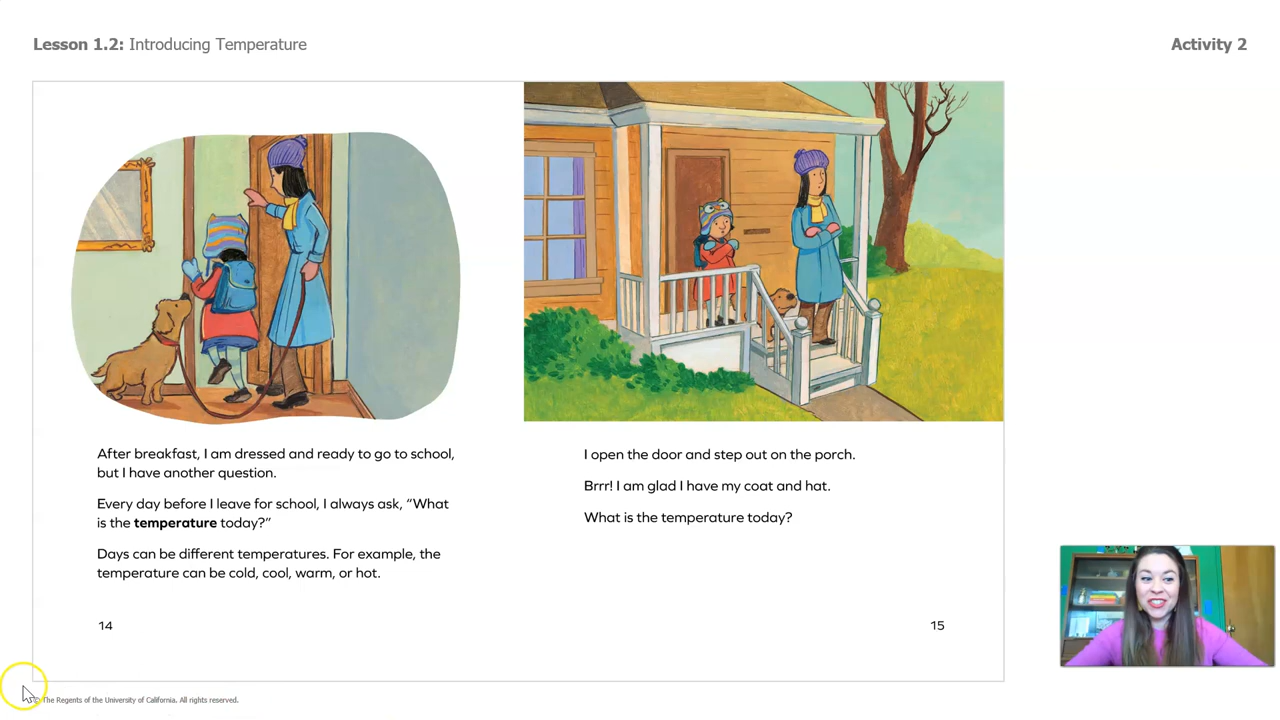 Lesson 1.2: Introducing Temperature
Activity 2
After breakfast, I am dressed and ready to go to school,
but I have another question.
Every day before I leave for school, I always ask, “What
is the temperature today?”
Days can be different temperatures. For example, the
temperature can be cold, cool, warm, or hot.
14
I open the door and step out on the porch.
Brrr! I am glad I have my coat and hat.
What is the temperature today?
15
© The Regents of the University of California. All rights reserved.